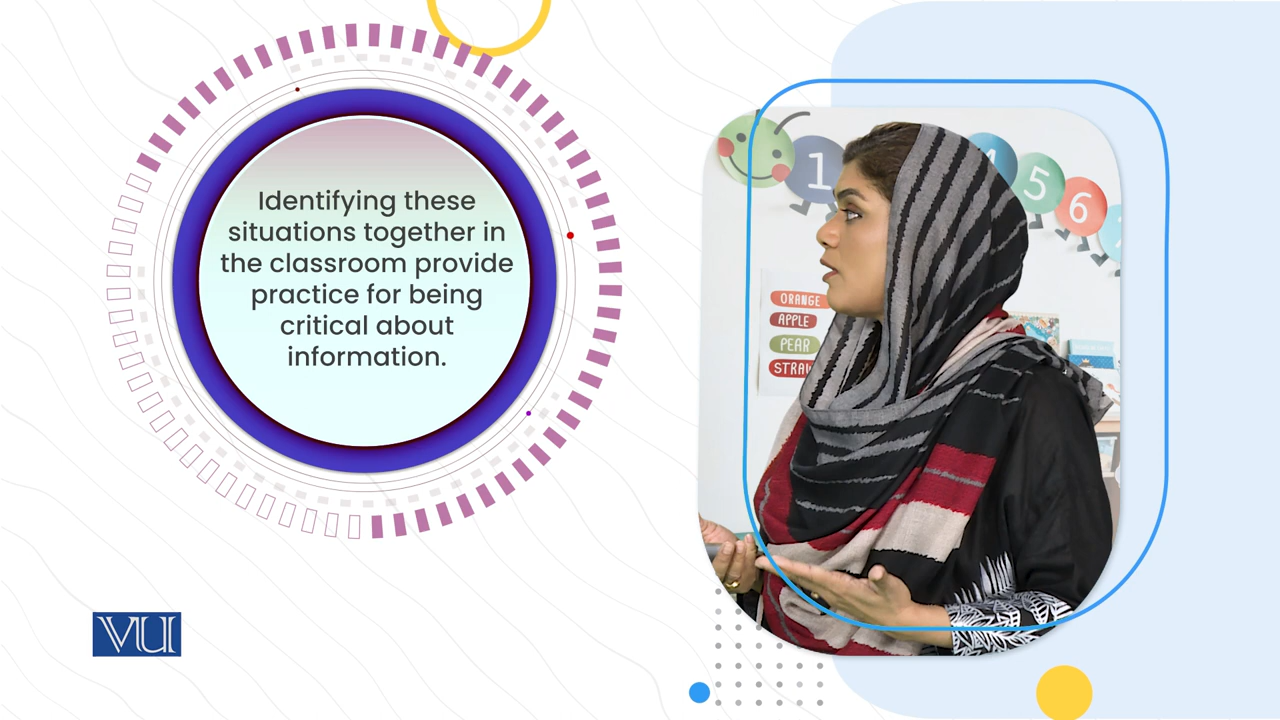 Identifying these
situations together in
the classroom provide
practice for being
critical about
information.
1
4
5
6
ORANGE
APPLE
PEAR
VU